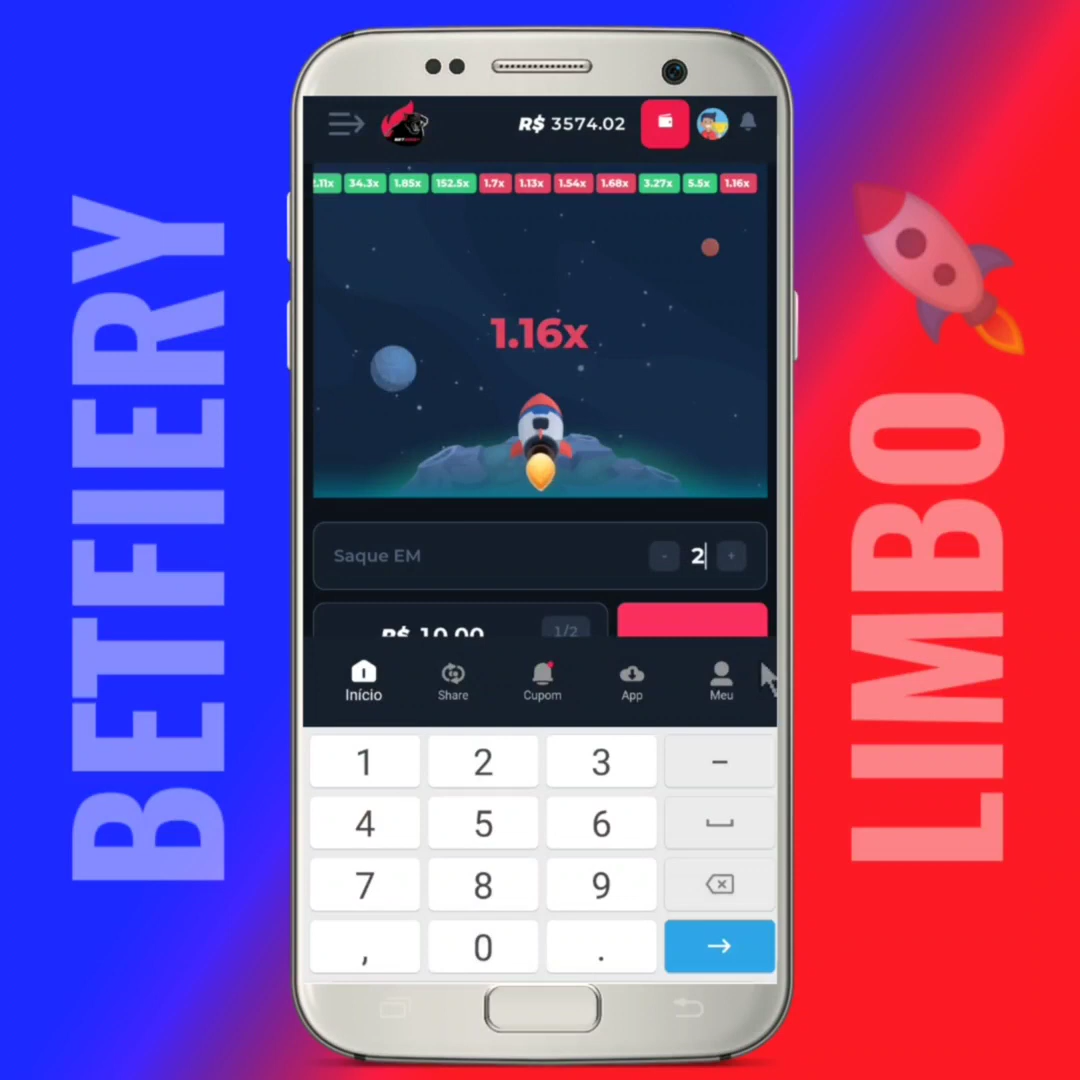 BETFIERY
LIMBO
R$ 3574.02
2.11x 34.3x 1.85x 152.5x 1.7x 1.13x 1.54x 1.68x 3.27x 5.5x 1.16x
1.16x
Saque EM - 2 +
R$ 10.00 1/2
Início Share Cupom App Meu
1 2 3 −
4 5 6
7 8 9
, 0 .